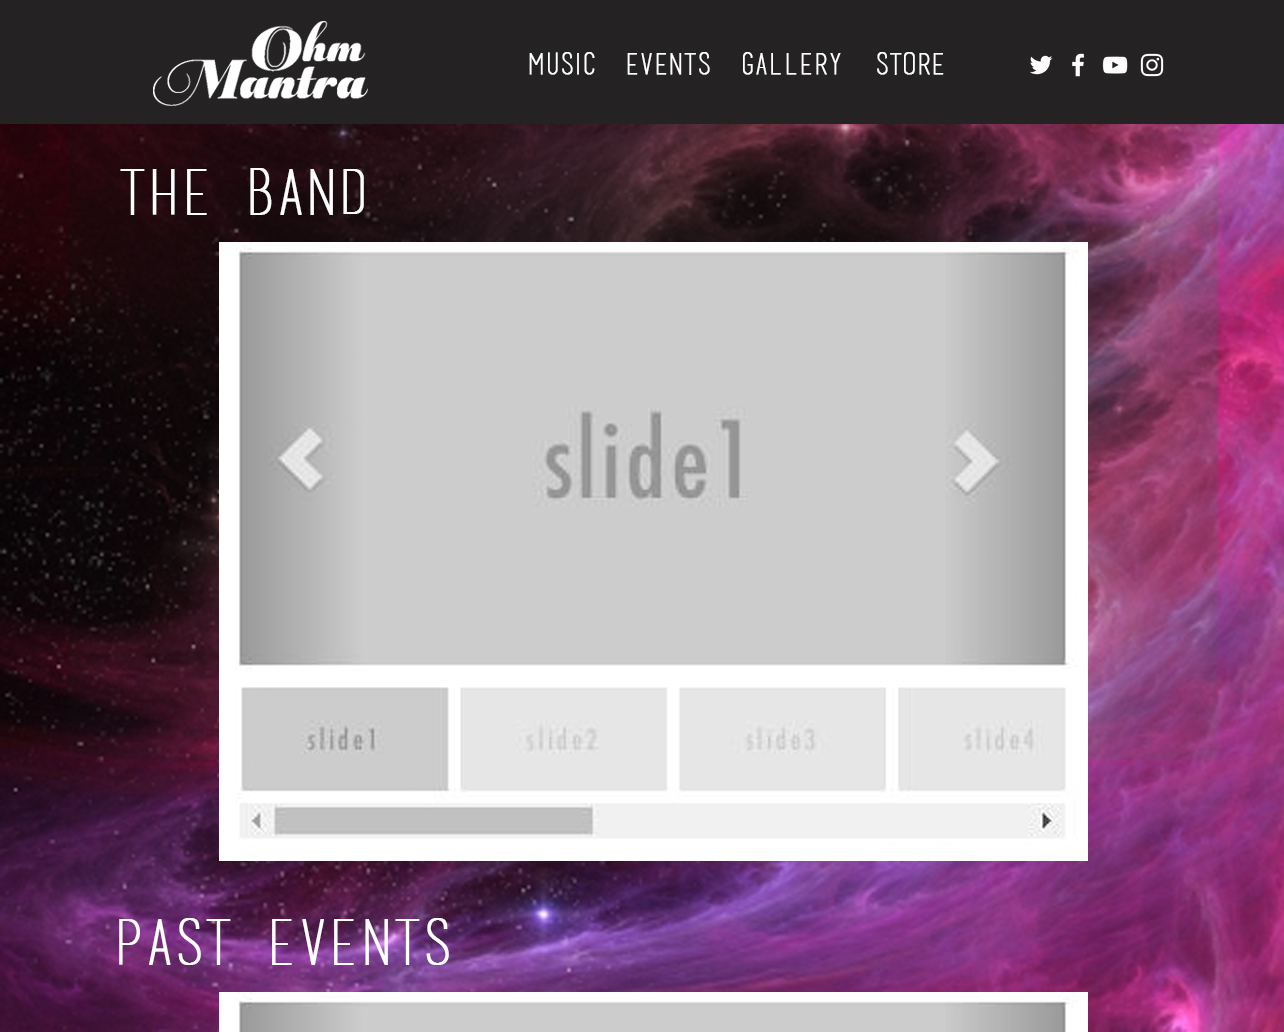 Ohm
Mantra
MUSIC EVENTS GALLERY STORE
THE BAND
slide1
slide1 slide2 slide3 slide4
PAST EVENTS